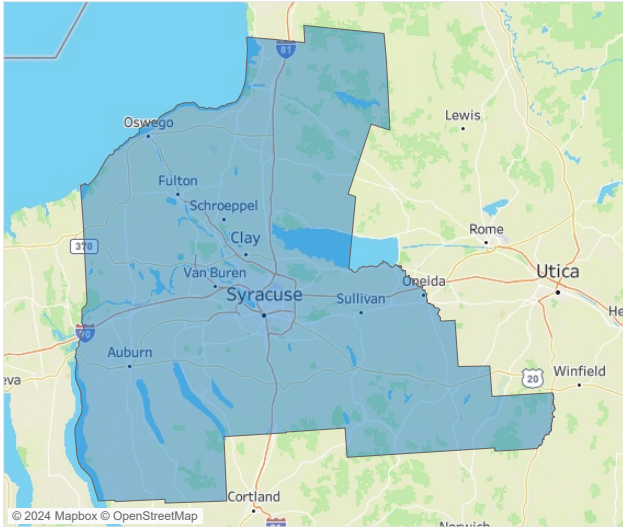 81
Oswego
Lewis
Fulton
Schroeppel
Rome
Clay
370
Van Buren
Utica
Oneida
Syracuse
Sullivan
He
90
Auburn
eva
20
Winfield
Cortland
© 2024 Mapbox © OpenStreetMap